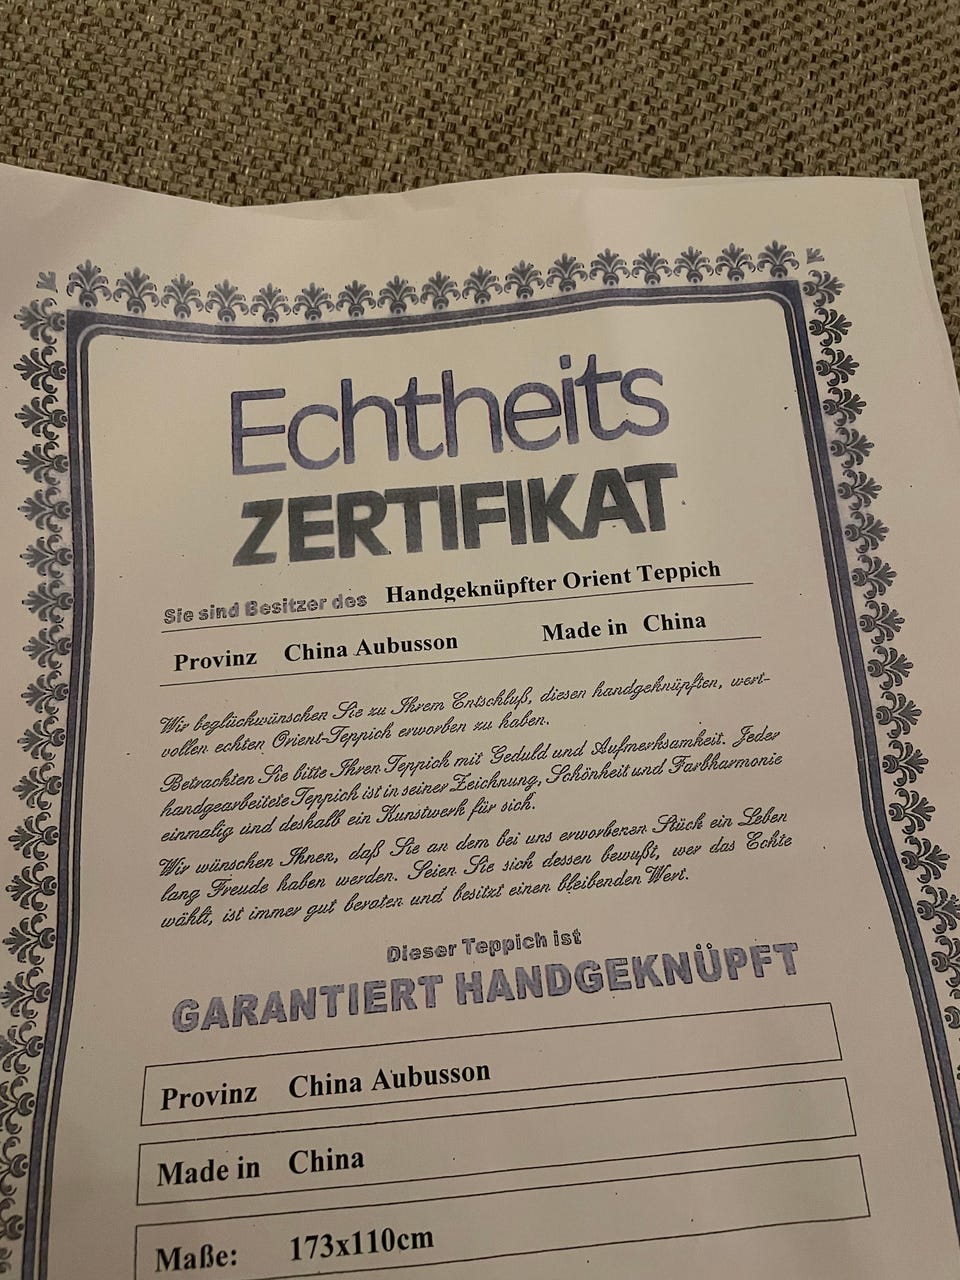 Echtheits
ZERTIFIKAT
Sie sind Besitzer des Handgeknüpfter Orient Teppich
Provinz China Aubusson Made in China
Wir beglückwünschen Sie zu Ihrem Entschluß, diesen handgeknüpften, wert-
vollen echten Orient-Teppich erworben zu haben.
Betrachten Sie bitte Ihren Teppich mit Geduld und Aufmerksamkeit. Jeder
handgearbeitete Teppich ist in seiner Zeichnung, Schönheit und Farbharmonie
einmalig und deshalb ein Kunstwerk für sich.
Wir wünschen Ihnen, daß Sie an dem bei uns erworbenen Stück ein Leben
lang Freude haben werden. Seien Sie sich dessen bewußt, wer das Echte
wählt, ist immer gut beraten und besitzt einen bleibenden Wert.
Dieser Teppich ist
GARANTIERT HANDGEKNÜPFT
Provinz China Aubusson
Made in China
Maße: 173x110cm